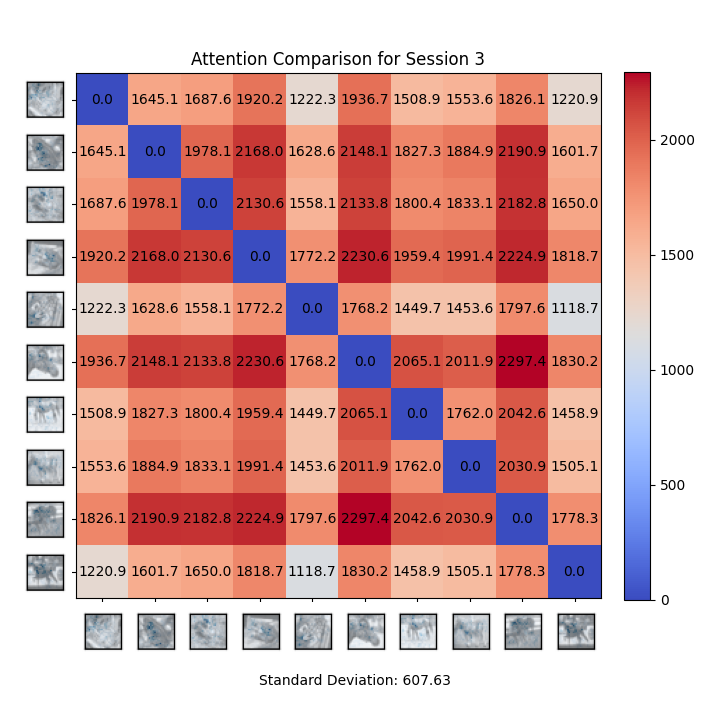 Attention Comparison for Session 3
0.0 1645.1 1687.6 1920.2 1222.3 1936.7 1508.9 1553.6 1826.1 1220.9
1645.1 0.0 1978.1 2168.0 1628.6 2148.1 1827.3 1884.9 2190.9 1601.7
1687.6 1978.1 0.0 2130.6 1558.1 2133.8 1800.4 1833.1 2182.8 1650.0
1920.2 2168.0 2130.6 0.0 1772.2 2230.6 1959.4 1991.4 2224.9 1818.7
1222.3 1628.6 1558.1 1772.2 0.0 1768.2 1449.7 1453.6 1797.6 1118.7
1936.7 2148.1 2133.8 2230.6 1768.2 0.0 2065.1 2011.9 2297.4 1830.2
1508.9 1827.3 1800.4 1959.4 1449.7 2065.1 0.0 1762.0 2042.6 1458.9
1553.6 1884.9 1833.1 1991.4 1453.6 2011.9 1762.0 0.0 2030.9 1505.1
1826.1 2190.9 2182.8 2224.9 1797.6 2297.4 2042.6 2030.9 0.0 1778.3
1220.9 1601.7 1650.0 1818.7 1118.7 1830.2 1458.9 1505.1 1778.3 0.0
2000
1500
1000
500
0
Standard Deviation: 607.63